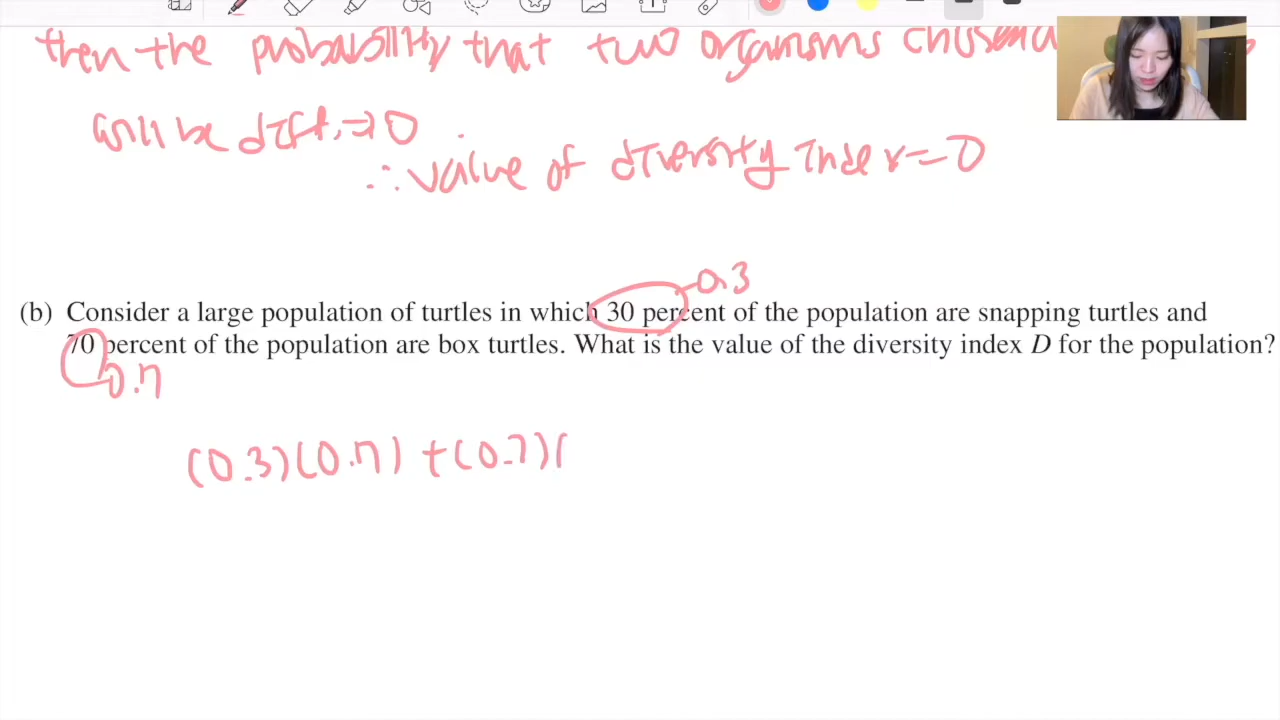 then the probability that two organisms chosen
will be diff. → 0
∴ value of diversity index = 0
0.3
(b) Consider a large population of turtles in which 30 percent of the population are snapping turtles and
70 percent of the population are box turtles. What is the value of the diversity index D for the population?
0.7
(0.3)(0.7) + (0.7)(